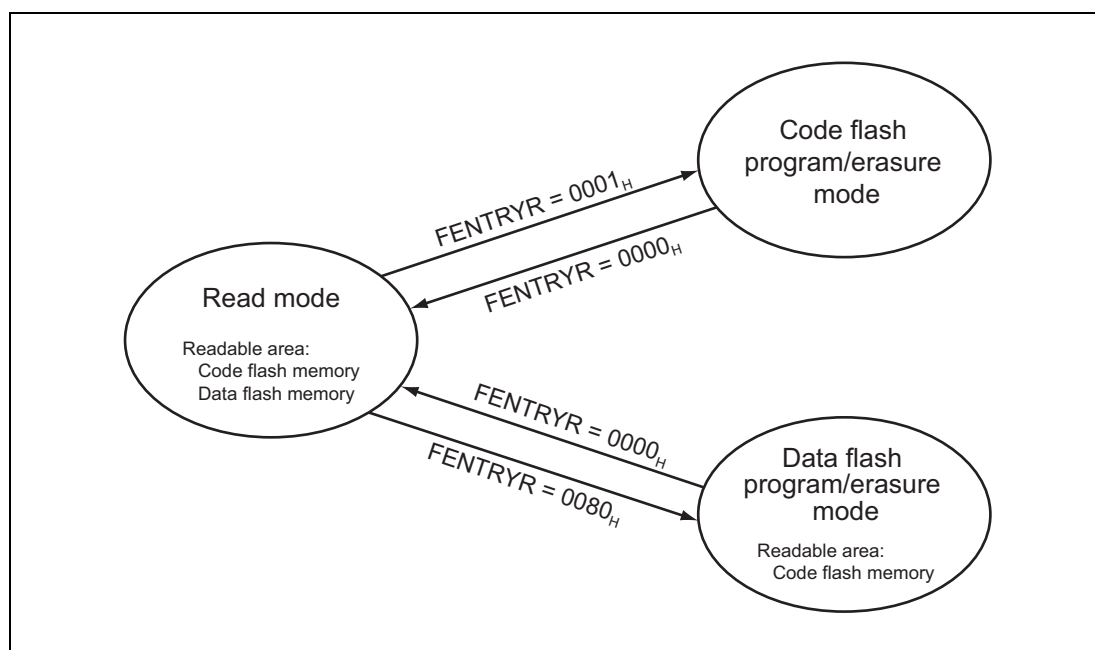 Code flash
program/erasure
mode
FENTRYR = 0001H
FENTRYR = 0000H
Read mode
Readable area:
Code flash memory
Data flash memory
FENTRYR = 0000H
FENTRYR = 0080H
Data flash
program/erasure
mode
Readable area:
Code flash memory